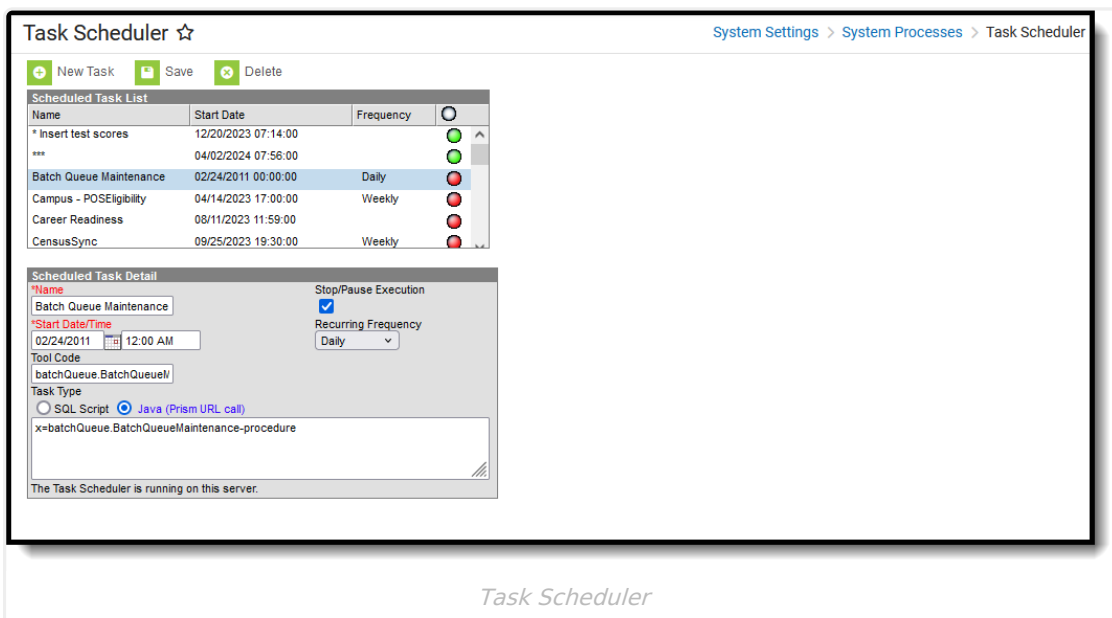 Task Scheduler
System Settings > System Processes > Task Scheduler
New Task Save Delete
Scheduled Task List
Name Start Date Frequency
* Insert test scores 12/20/2023 07:14:00
*** 04/02/2024 07:56:00
Batch Queue Maintenance 02/24/2011 00:00:00 Daily
Campus - POSEligibility 04/14/2023 17:00:00 Weekly
Career Readiness 08/11/2023 11:59:00
CensusSync 09/25/2023 19:30:00 Weekly
Scheduled Task Detail
*Name Stop/Pause Execution
Batch Queue Maintenance
*Start Date/Time Recurring Frequency
02/24/2011 12:00 AM Daily
Tool Code
batchQueue.BatchQueueM
Task Type
SQL Script Java (Prism URL call)
x=batchQueue.BatchQueueMaintenance-procedure
The Task Scheduler is running on this server.
Task Scheduler